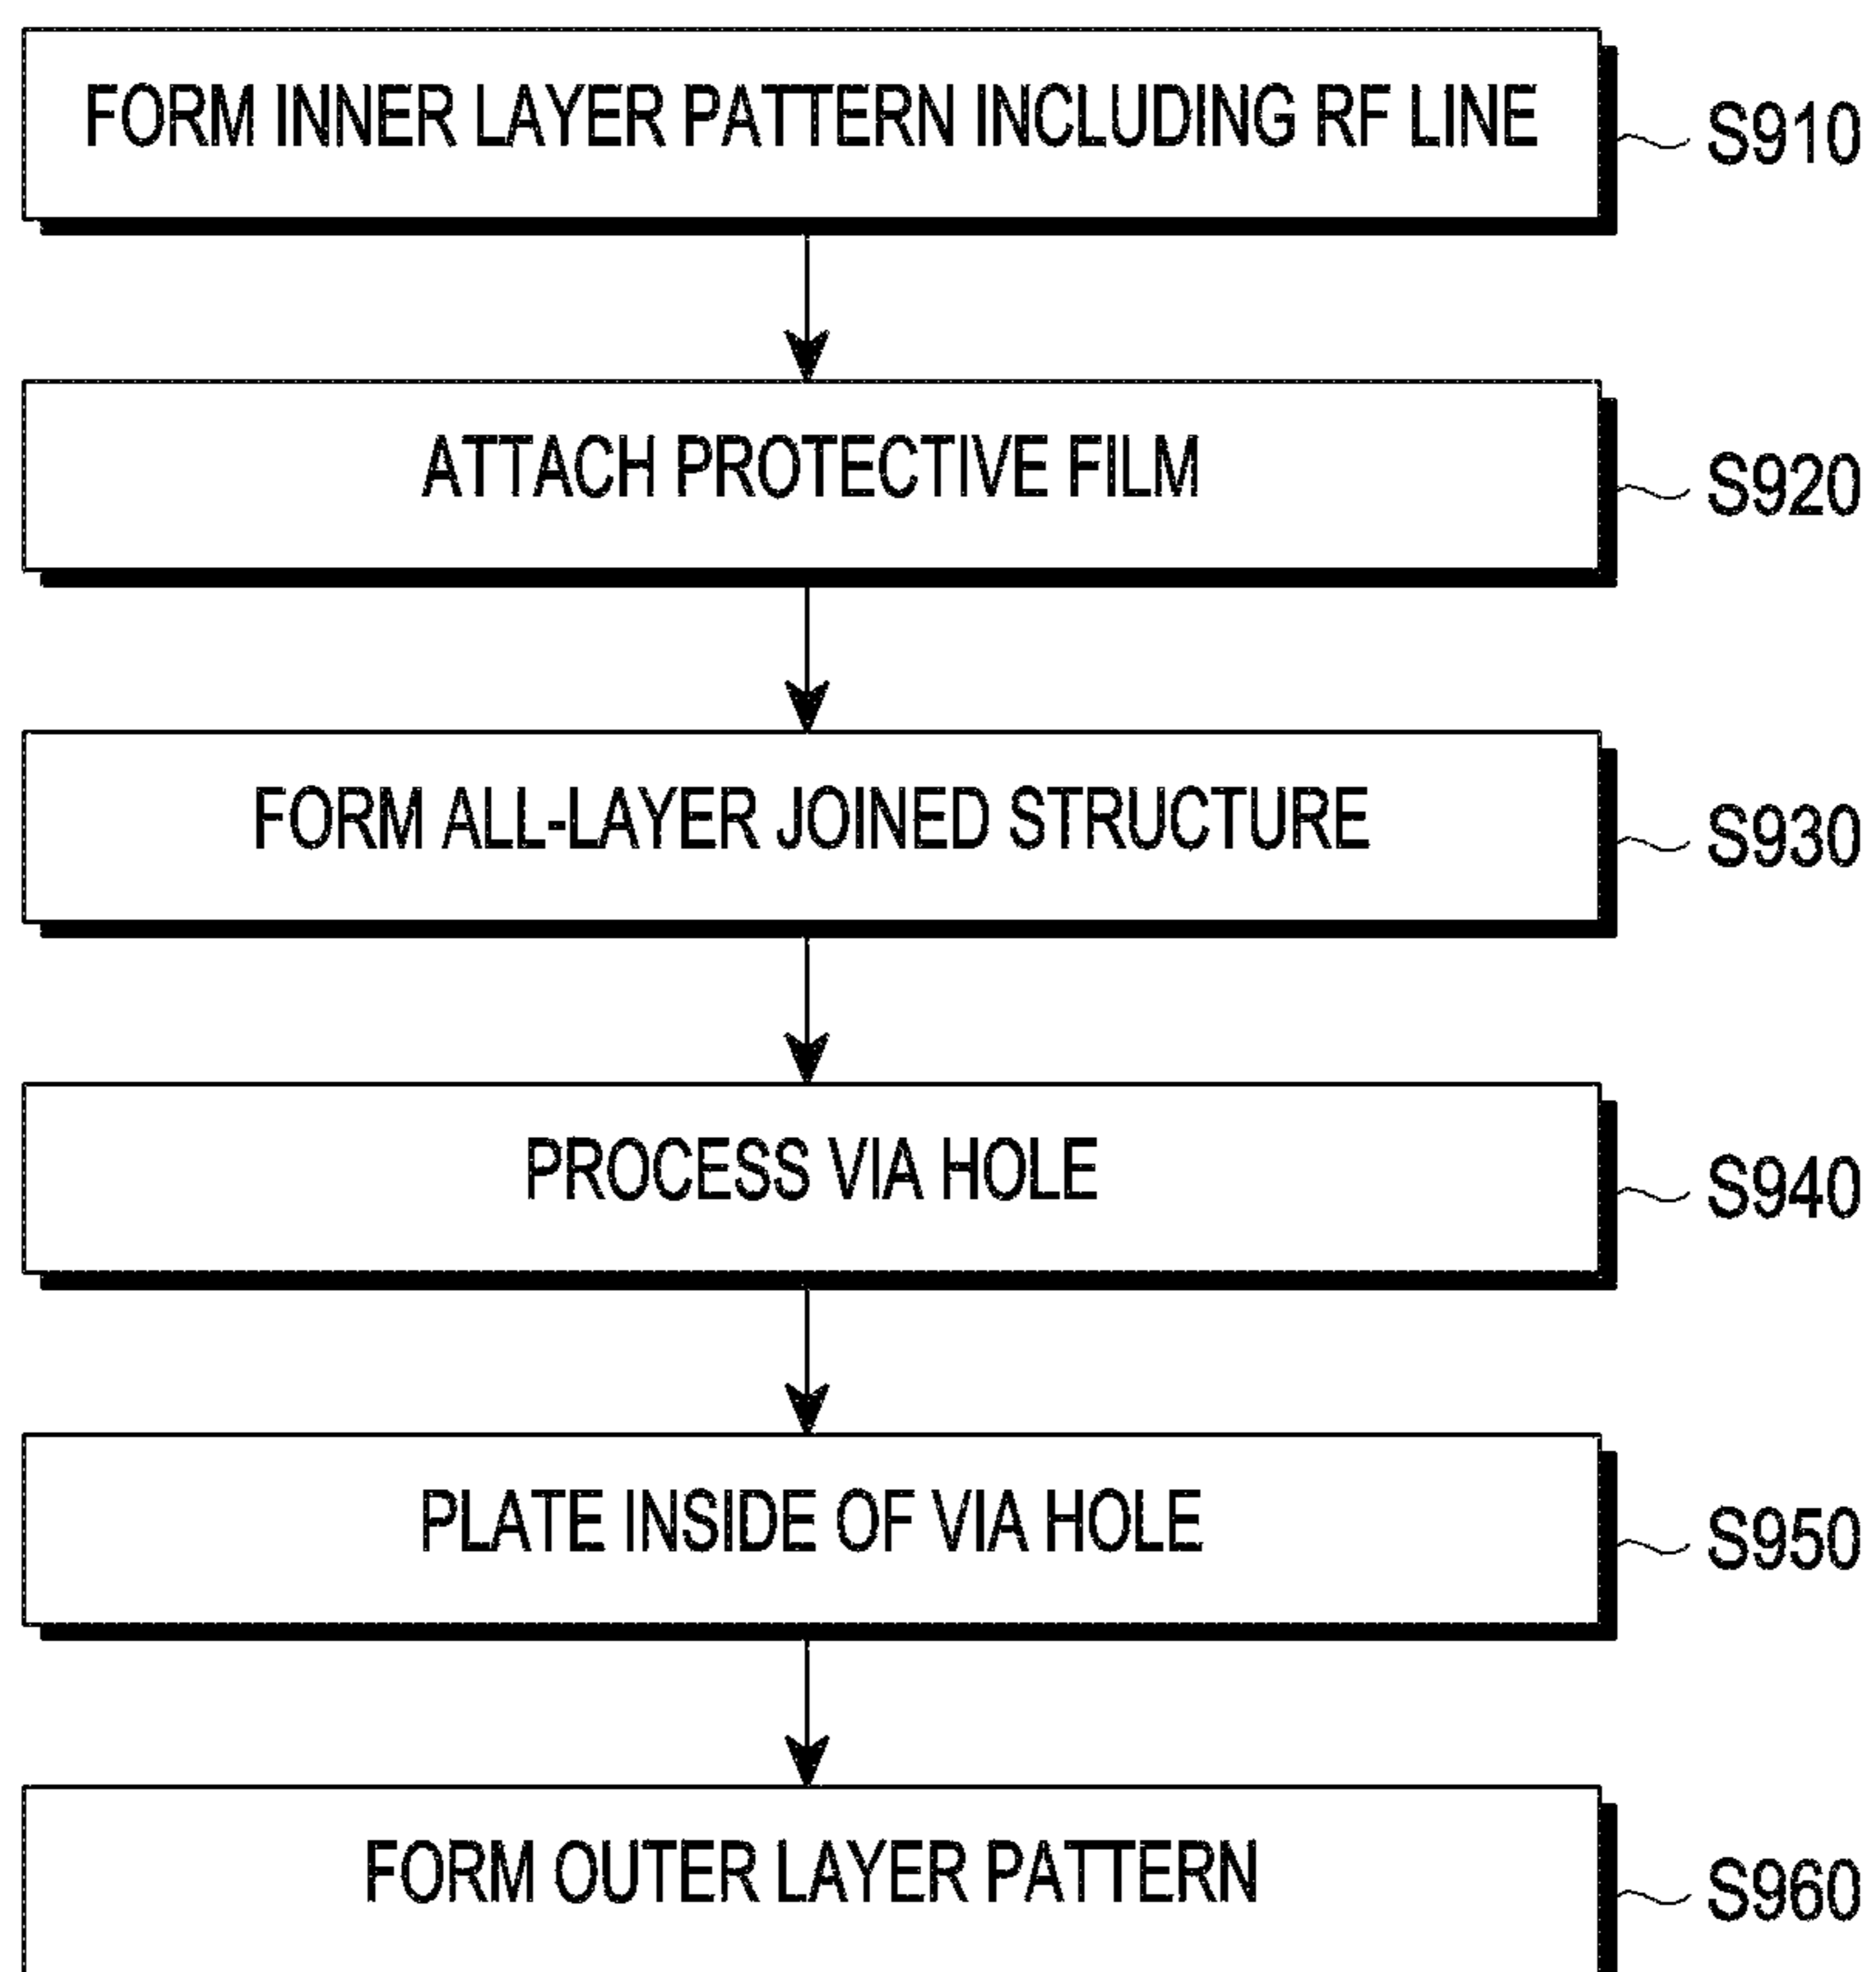 FORM INNER LAYER PATTERN INCLUDING RF LINE
S910
ATTACH PROTECTIVE FILM
S920
FORM ALL-LAYER JOINED STRUCTURE
S930
PROCESS VIA HOLE
S940
PLATE INSIDE OF VIA HOLE
S950
FORM OUTER LAYER PATTERN
S960